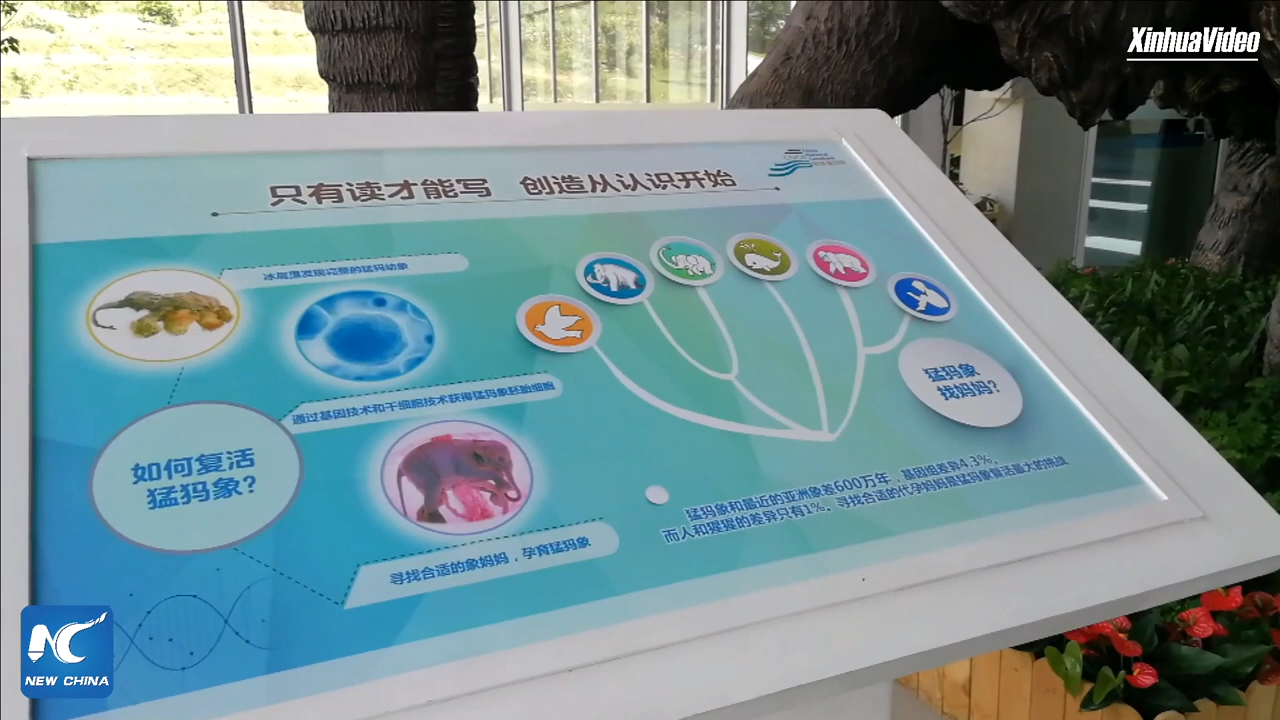 XinhuaVideo
只有读才能写 创造从认识开始
冰层里发现完整的猛犸幼象
通过基因技术和干细胞技术获得猛犸象胚胎细胞
如何复活
猛犸象?
寻找合适的象妈妈，孕育猛犸象
猛犸象
找妈妈?
猛犸象和最近的亚洲象差600万年，基因组差异4.3%，
而人和猩猩的差异只有1%。寻找合适的代孕妈妈是猛犸象复活最大的挑战
NEW CHINA